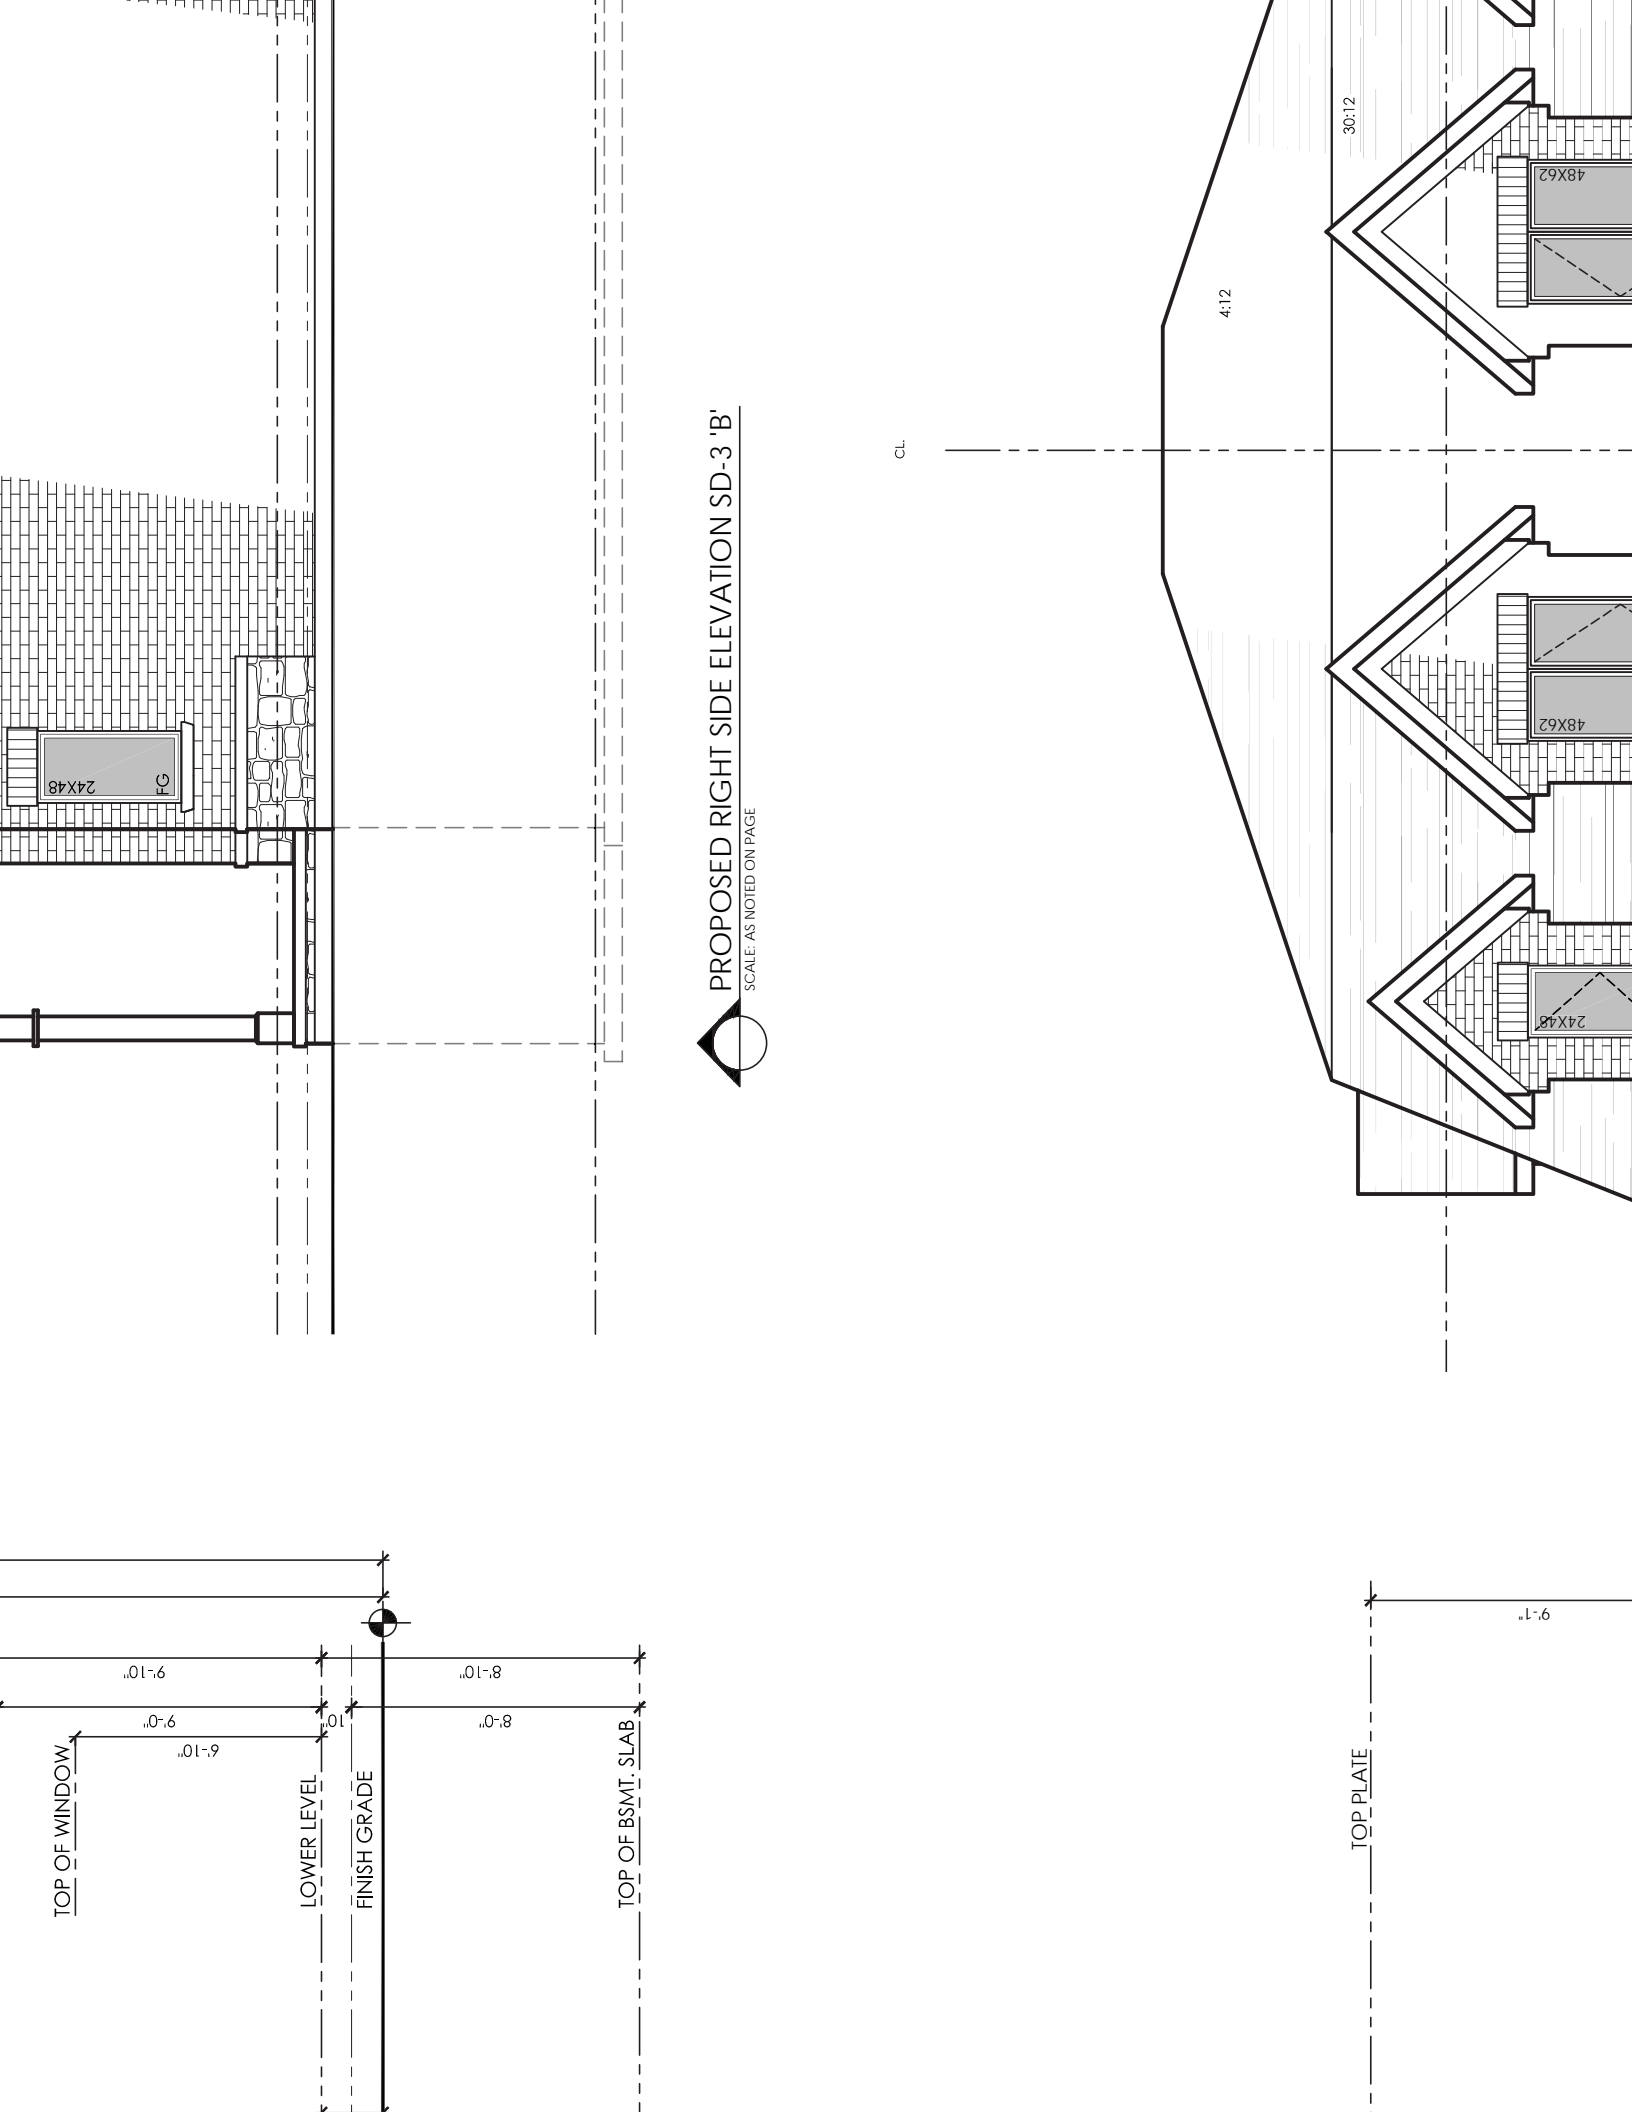 24X48
FG
PROPOSED RIGHT SIDE ELEVATION SD-3 'B'
SCALE: AS NOTED ON PAGE
CL.
4:12
30:12
48X62
48X62
24X48
9'-10"
8'-10"
9'-0"
10"
8'-0"
6'-10"
TOP OF WINDOW
LOWER LEVEL
FINISH GRADE
TOP OF BSMT. SLAB
9'-1"
TOP PLATE